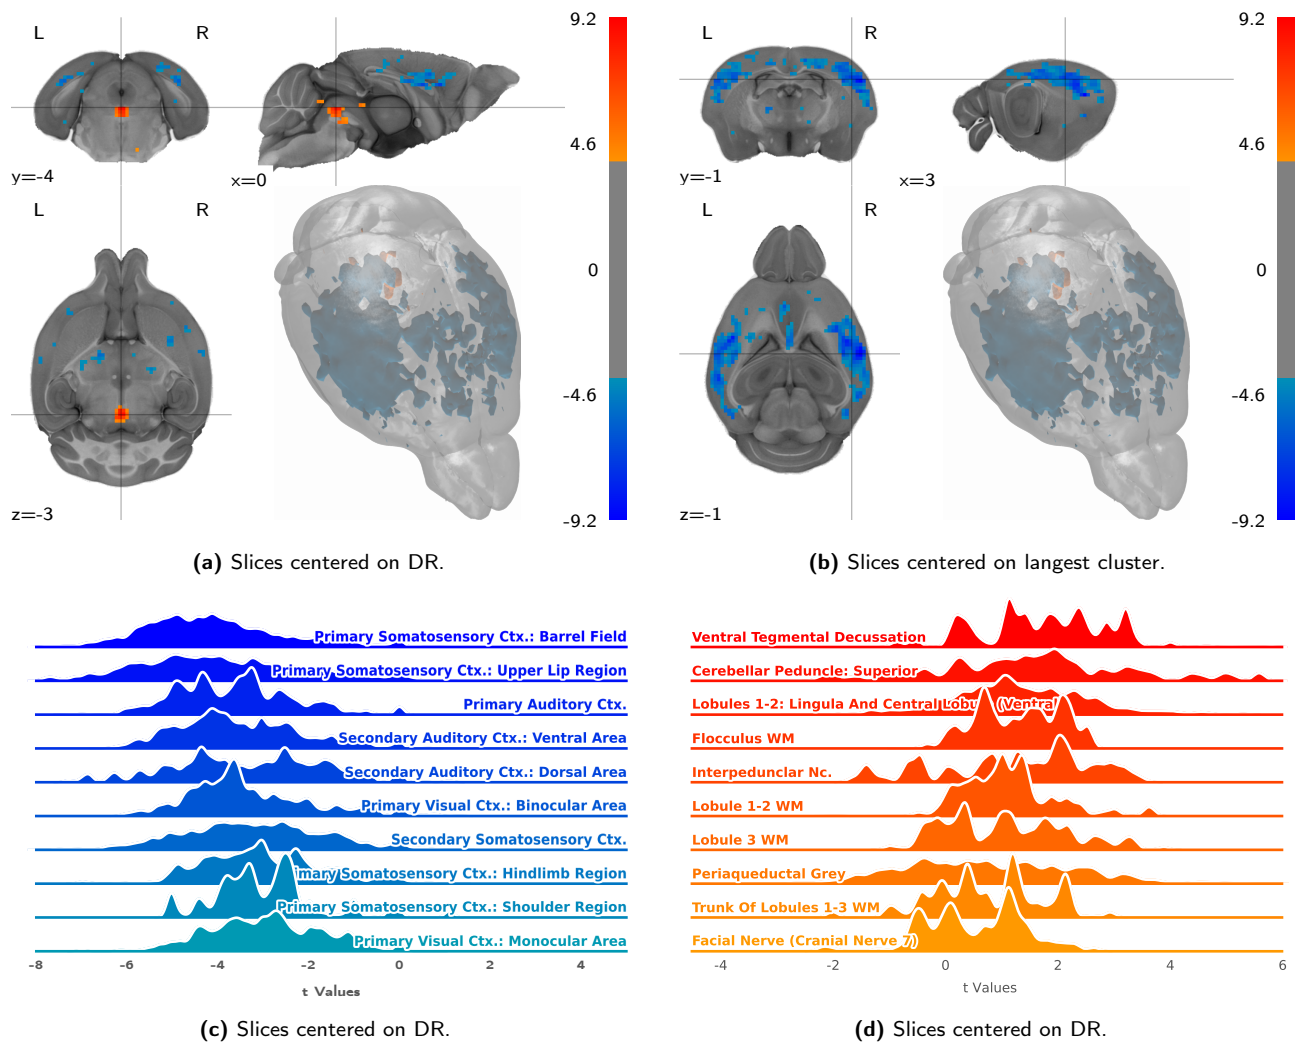 L
R
9.2
4.6
0
-4.6
-9.2
y=-4
x=0
L
R
z=-3
(a) Slices centered on DR.
L
R
9.2
4.6
0
-4.6
-9.2
y=-1
x=3
L
R
z=-1
(b) Slices centered on largest cluster.
Primary Somatosensory Ctx.: Barrel Field
Primary Somatosensory Ctx.: Upper Lip Region
Primary Auditory Ctx.
Secondary Auditory Ctx.: Ventral Area
Secondary Auditory Ctx.: Dorsal Area
Primary Visual Ctx.: Binocular Area
Secondary Somatosensory Ctx.
Somatosensory Ctx.: Hindlimb Region
Primary Somatosensory Ctx.: Shoulder Region
Primary Visual Ctx.: Monocular Area
-8 -6 -4 -2 0 2 4
t Values
(c) Slices centered on DR.
Ventral Tegmental Decussation
Cerebellar Peduncle: Superior
Lobules 1-2: Lingula And Central (Ventral
Flocculus WM
Interpeduncular Nc.
Lobule 1-2 WM
Lobule 3 WM
Periaqueductal Grey
Trunk Of Lobules 1-3 WM
Facial Nerve (Cranial Nerve 7)
-4 -2 0 2 4 6
t Values
(d) Slices centered on DR.